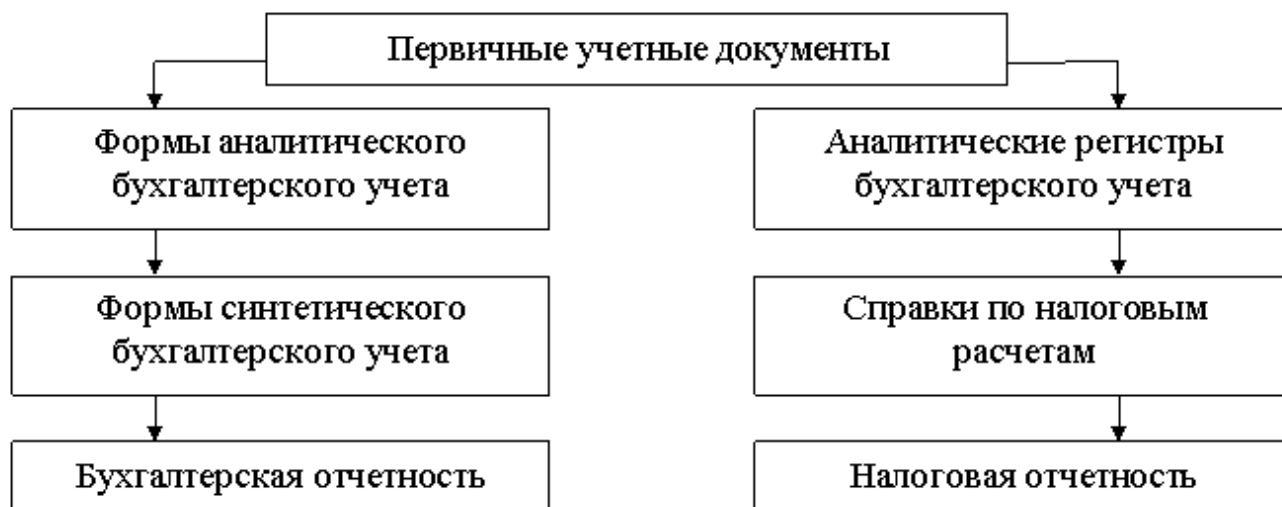 Первичные учетные документы
Формы аналитического
бухгалтерского учета
Аналитические регистры
бухгалтерского учета
Формы синтетического
бухгалтерского учета
Справки по налоговым
расчетам
Бухгалтерская отчетность
Налоговая отчетность